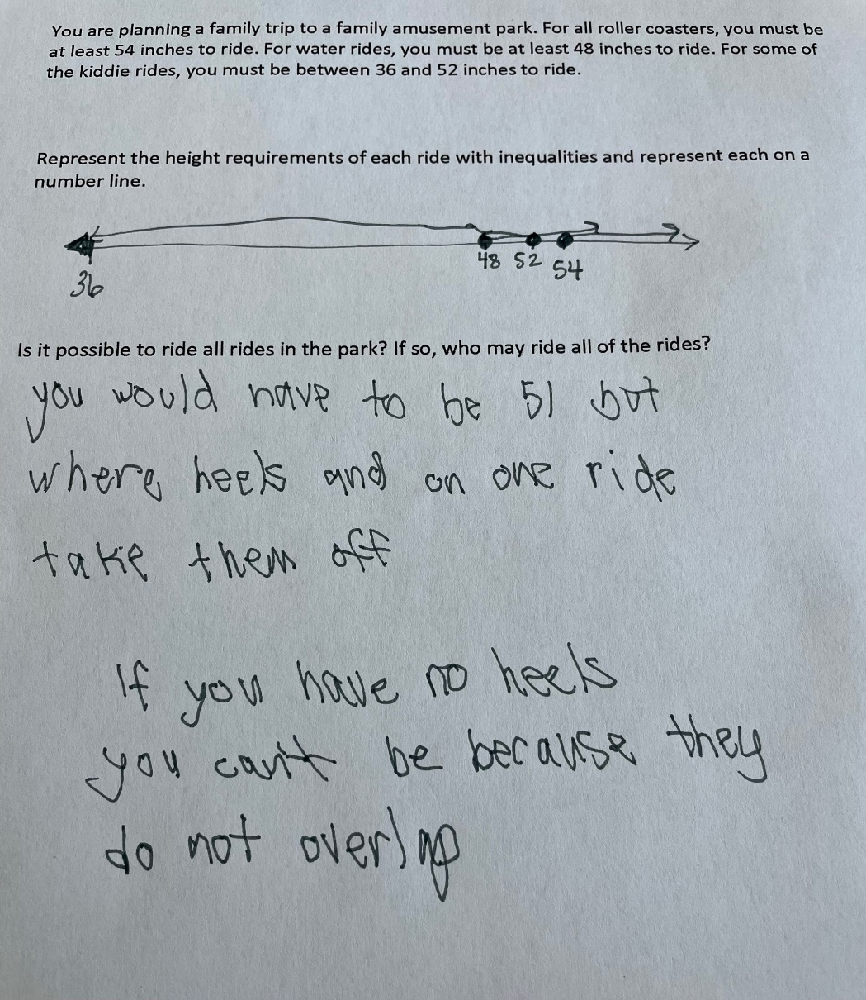 You are planning a family trip to a family amusement park. For all roller coasters, you must be
at least 54 inches to ride. For water rides, you must be at least 48 inches to ride. For some of
the kiddie rides, you must be between 36 and 52 inches to ride.
Represent the height requirements of each ride with inequalities and represent each on a
number line.
36 48 52 54
Is it possible to ride all rides in the park? If so, who may ride all of the rides?
you would have to be 51 but
where heels and on one ride
take them off
If you have no heels
you can't be because they
do not overlap